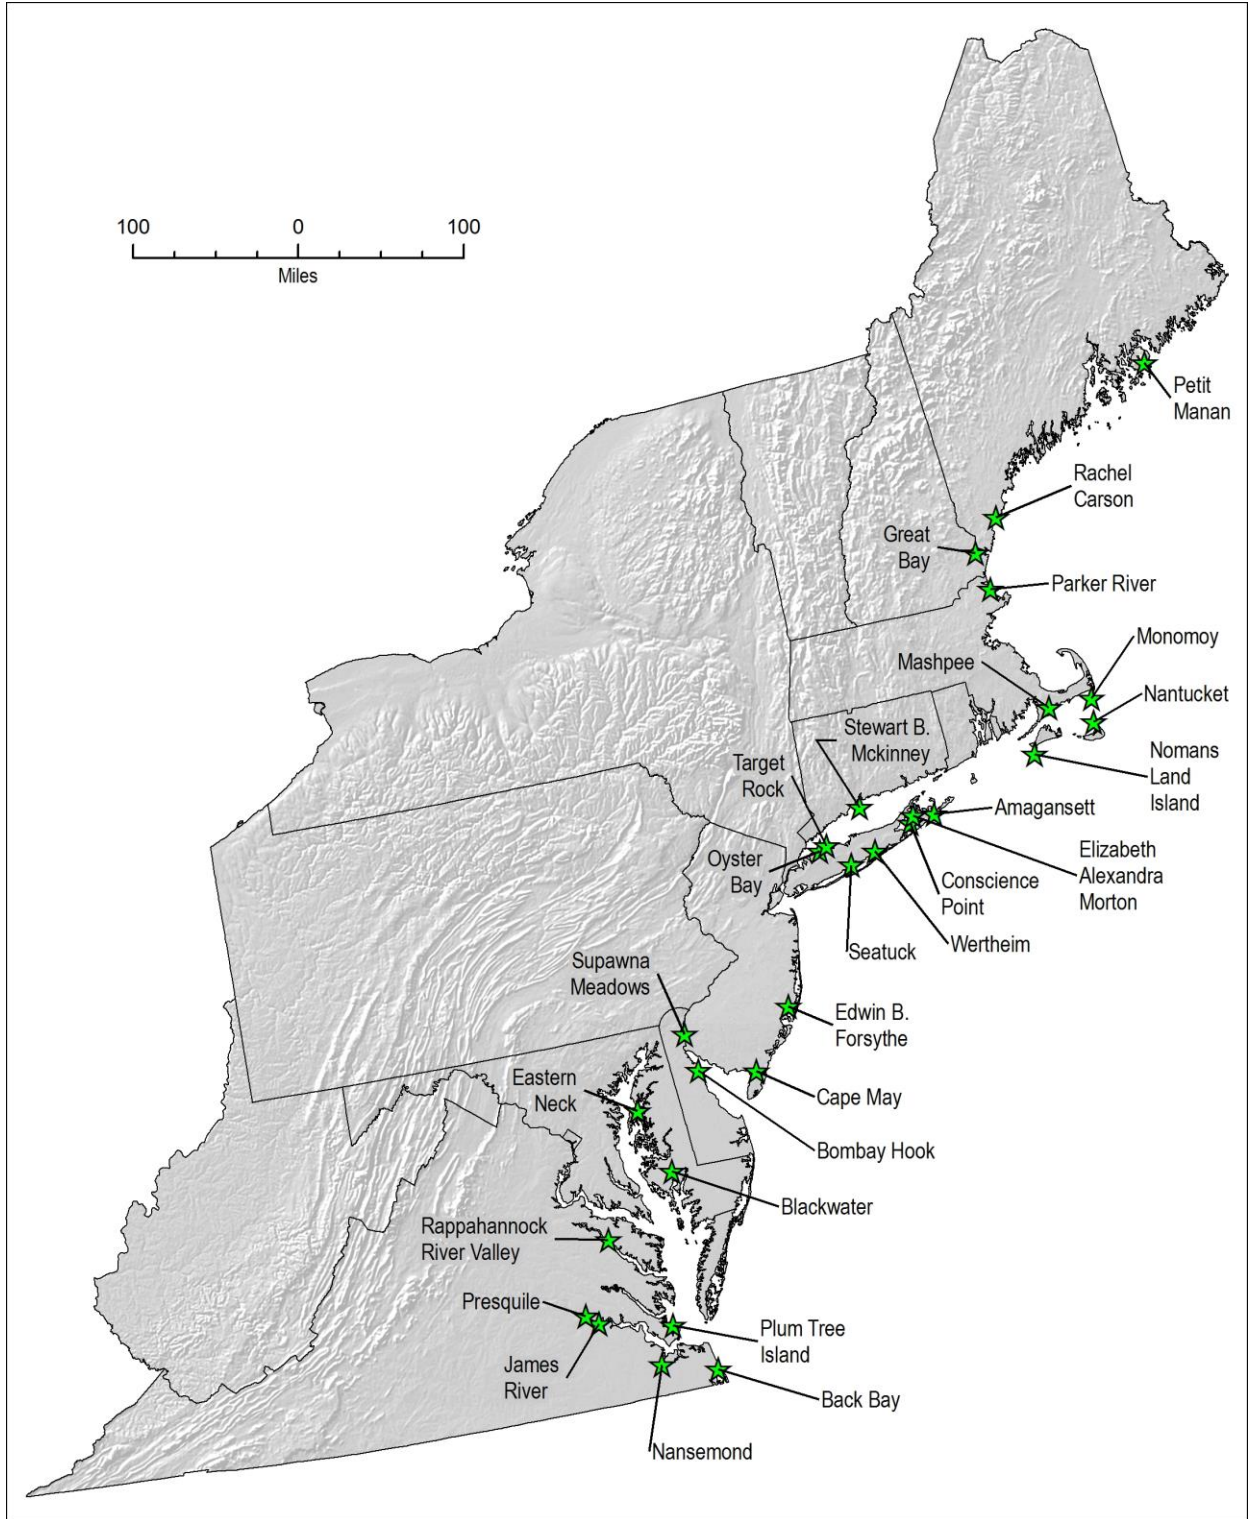 100 0 100
Miles
Petit
Manan
Rachel
Carson
Great
Bay
Parker River
Monomoy
Mashpee
Nantucket
Stewart B.
Mckinney
Nomans
Land
Island
Target
Rock
Amagansett
Oyster
Bay
Elizabeth
Alexandra
Morton
Conscience
Point
Wertheim
Seatuck
Supawna
Meadows
Edwin B.
Forsythe
Eastern
Neck
Cape May
Bombay Hook
Blackwater
Rappahannock
River Valley
Presquile
Plum Tree
Island
James
River
Back Bay
Nansemond